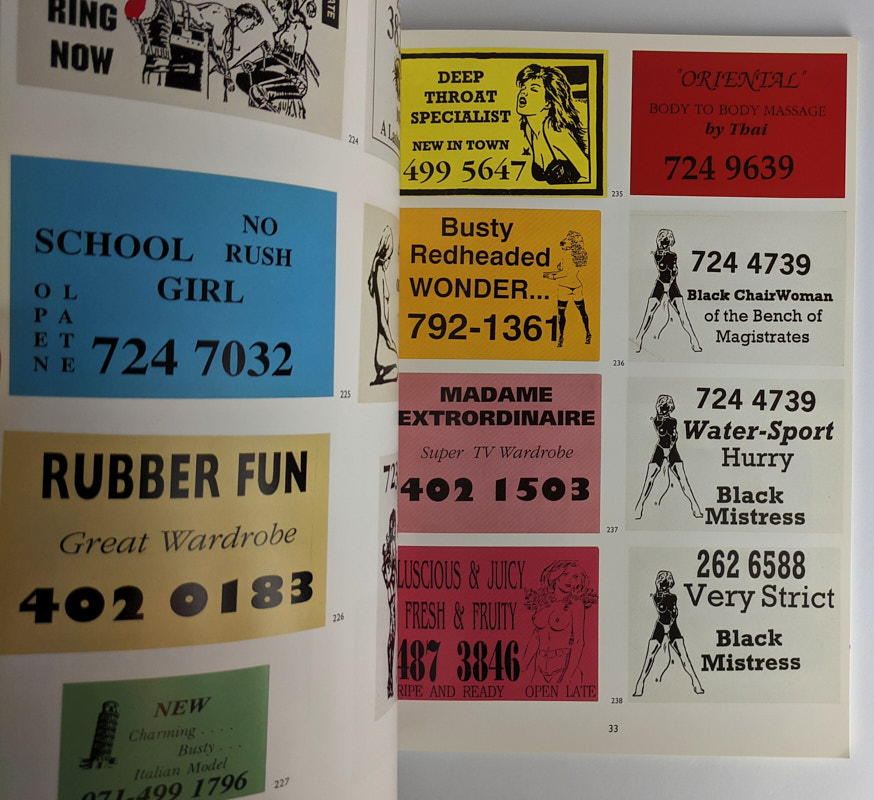 RING
NOW
224
SCHOOL
NO
RUSH
GIRL
OPEN
LATE
724 7032
225
RUBBER FUN
Great Wardrobe
402 0183
226
NEW
Charming . . . .
Busty . . .
Italian Model
071-499 1796
227
DEEP
THROAT
SPECIALIST
NEW IN TOWN
499 5647
235
"ORIENTAL"
BODY TO BODY MASSAGE
by Thai
724 9639
Busty
Redheaded
WONDER...
792-1361
236
724 4739
Black ChairWoman
of the Bench of
Magistrates
MADAME
EXTRORDINAIRE
Super TV Wardrobe
402 1503
237
724 4739
Water-Sport
Hurry
Black
Mistress
LUSCIOUS & JUICY
FRESH & FRUITY
487 3846
RIPE AND READY OPEN LATE
238
262 6588
Very Strict
Black
Mistress
33